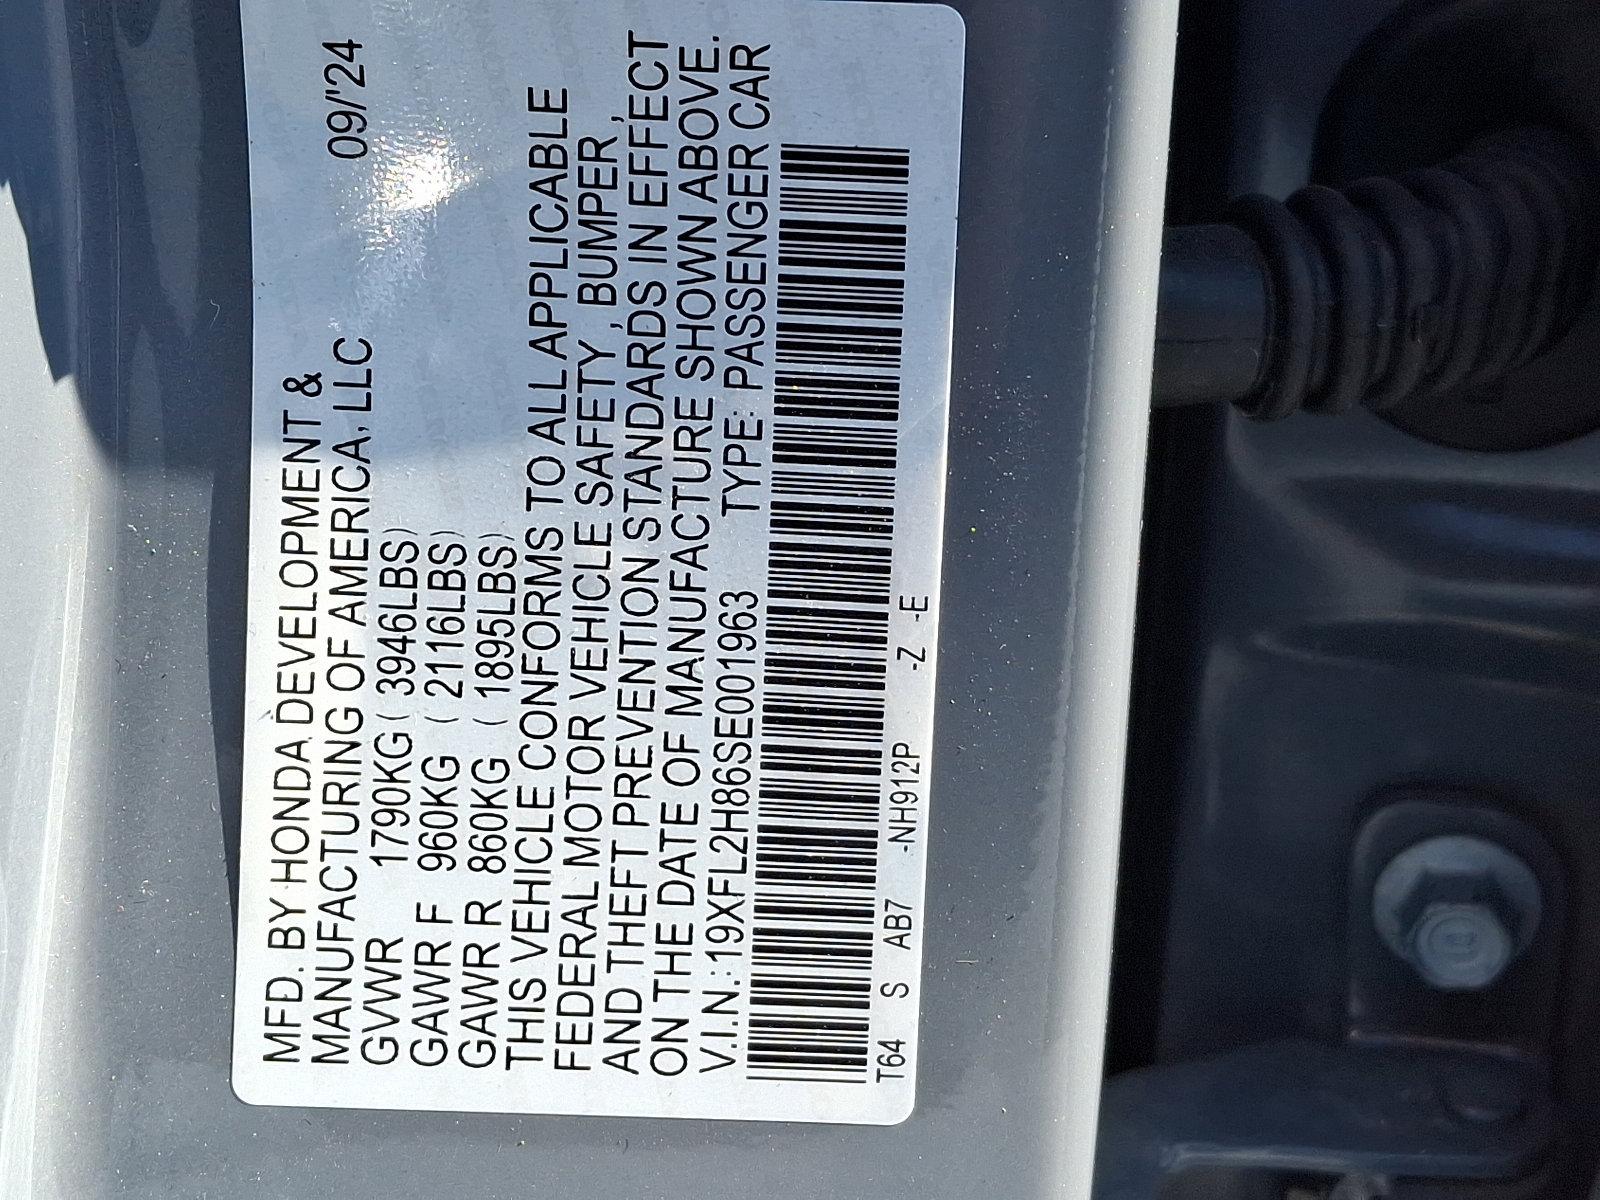 MFD. BY HONDA DEVELOPMENT &
MANUFACTURING OF AMERICA, LLC 09/'24
GVWR 1790KG ( 3946LBS)
GAWR F 960KG ( 2116LBS)
GAWR R 860KG ( 1895LBS)
THIS VEHICLE CONFORMS TO ALL APPLICABLE
FEDERAL MOTOR VEHICLE SAFETY , BUMPER ,
AND THEFT PREVENTION STANDARDS IN EFFECT
ON THE DATE OF MANUFACTURE SHOWN ABOVE.
V.I.N.: 19XFL2H86SE001963 TYPE: PASSENGER CAR
T64 S AB7 -NH912P -Z -E